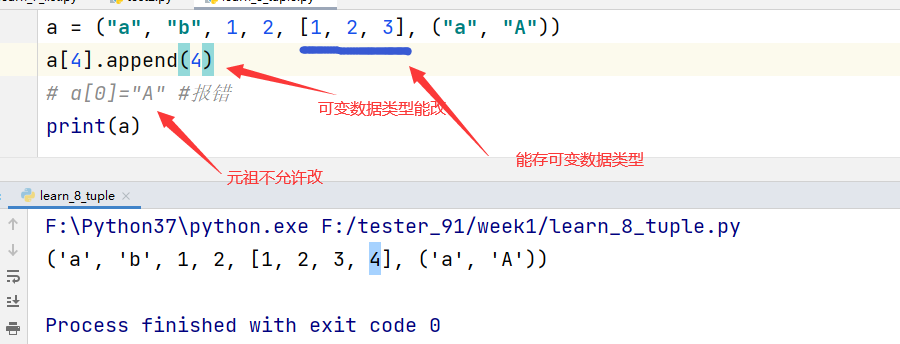 a = ("a", "b", 1, 2, [1, 2, 3], ("a", "A"))
a[4].append(4)
# a[0]="A" #报错
print(a)
可变数据类型能改
能存可变数据类型
元祖不允许改
learn_8_tuple
F:\Python37\python.exe F:/tester_91/week1/learn_8_tuple.py
('a', 'b', 1, 2, [1, 2, 3, 4], ('a', 'A'))
Process finished with exit code 0